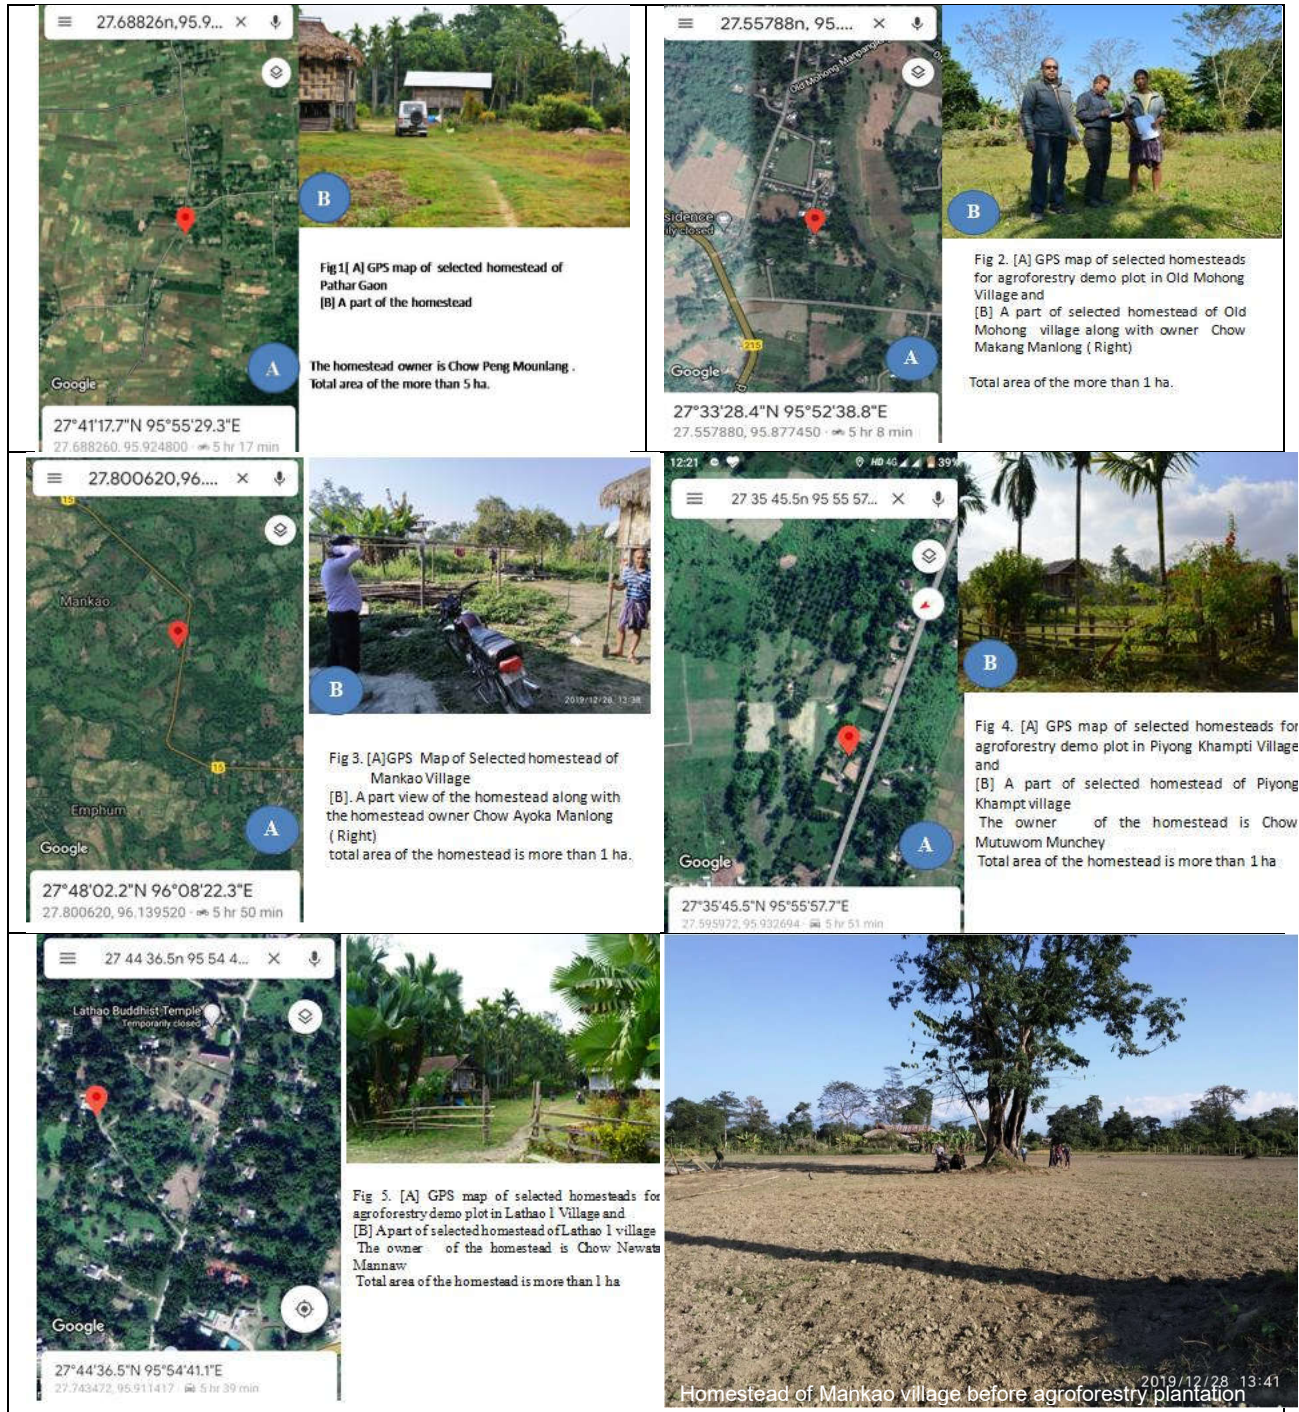 27.68826n,95.9...
B
Fig1[ A] GPS map of selected homestead of
Pathar Gaon
[B] A part of the homestead
The homestead owner is Chow Peng Mounlang .
Total area of the more than 5 ha.
A
Google
27°41'17.7"N 95°55'29.3"E
27.688260, 95.924800 · 5 hr 17 min
27.55788n, 95....
Old Mohong Manpang
sidence
ily closed
215
B
Fig 2. [A] GPS map of selected homesteads
for agroforestry demo plot in Old Mohong
Village and
[B] A part of selected homestead of Old
Mohong village along with owner Chow
Makang Manlong ( Right)
Total area of the more than 1 ha.
A
Google
27°33'28.4"N 95°52'38.8"E
27.557880, 95.877450 · 5 hr 8 min
27.800620,96....
15
Mankao
15
Emphum
A
Google
27°48'02.2"N 96°08'22.3"E
27.800620, 96.139520 · 5 hr 50 min
B
2019/12/28 13:38
Fig 3. [A]GPS Map of Selected homestead of
Mankao Village
[B]. A part view of the homestead along with
the homestead owner Chow Ayoka Manlong
( Right)
total area of the homestead is more than 1 ha.
12:21 HD 4G 39%
27 35 45.5n 95 55 57...
A
Google
27°35'45.5"N 95°55'57.7"E
27.595972, 95.932694 · 5 hr 51 min
B
Fig 4. [A] GPS map of selected homesteads for
agroforestry demo plot in Piyong Khampti Village
and
[B] A part of selected homestead of Piyong
Khampt village
The owner of the homestead is Chow
Mutuwom Munchey
Total area of the homestead is more than 1 ha
27 44 36.5n 95 54 4...
Lathao Buddhist Temple
Temporarily closed
Google
27°44'36.5"N 95°54'41.1"E
27.743472, 95.911417 · 5 hr 39 min
Fig 5. [A] GPS map of selected homesteads for
agroforestry demo plot in Lathao 1 Village and
[B] A part of selected homestead of Lathao 1 village
The owner of the homestead is Chow Newata
Mannaw
Total area of the homestead is more than 1 ha
2019/12/28 13:41
Homestead of Mankao village before agroforestry plantation